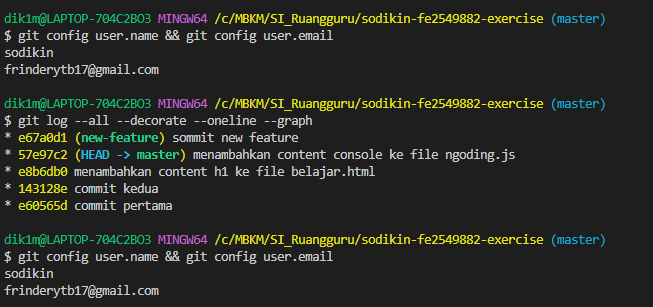 dik1m@LAPTOP-704C2BO3 MINGW64 /c/MBKM/SI_Ruangguru/sodikin-fe2549882-exercise (master)
$ git config user.name && git config user.email
sodikin
frinderytb17@gmail.com
dik1m@LAPTOP-704C2BO3 MINGW64 /c/MBKM/SI_Ruangguru/sodikin-fe2549882-exercise (master)
$ git log --all --decorate --oneline --graph
* e67a0d1 (new-feature) sommit new feature
* 57e97c2 (HEAD -> master) menambahkan content console ke file ngoding.js
* e8b6db0 menambahkan content h1 ke file belajar.html
* 143128e commit kedua
* e60565d commit pertama
dik1m@LAPTOP-704C2BO3 MINGW64 /c/MBKM/SI_Ruangguru/sodikin-fe2549882-exercise (master)
$ git config user.name && git config user.email
sodikin
frinderytb17@gmail.com